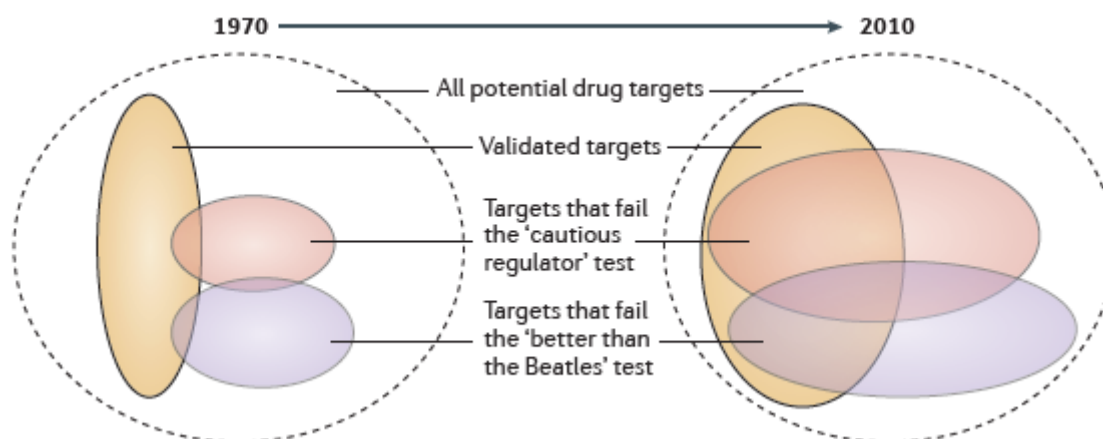 1970
2010
All potential drug targets
Validated targets
Targets that fail
the ‘cautious
regulator’ test
Targets that fail
the ‘better than
the Beatles’ test